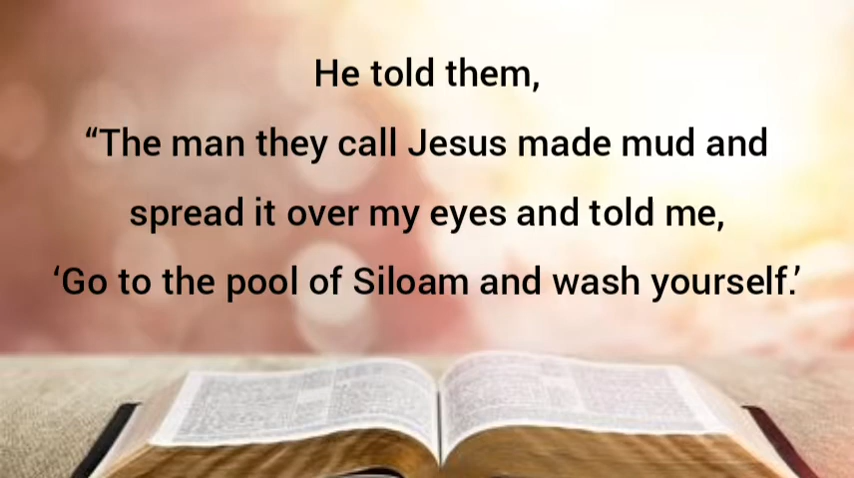 He told them,
“The man they call Jesus made mud and
spread it over my eyes and told me,
‘Go to the pool of Siloam and wash yourself.’